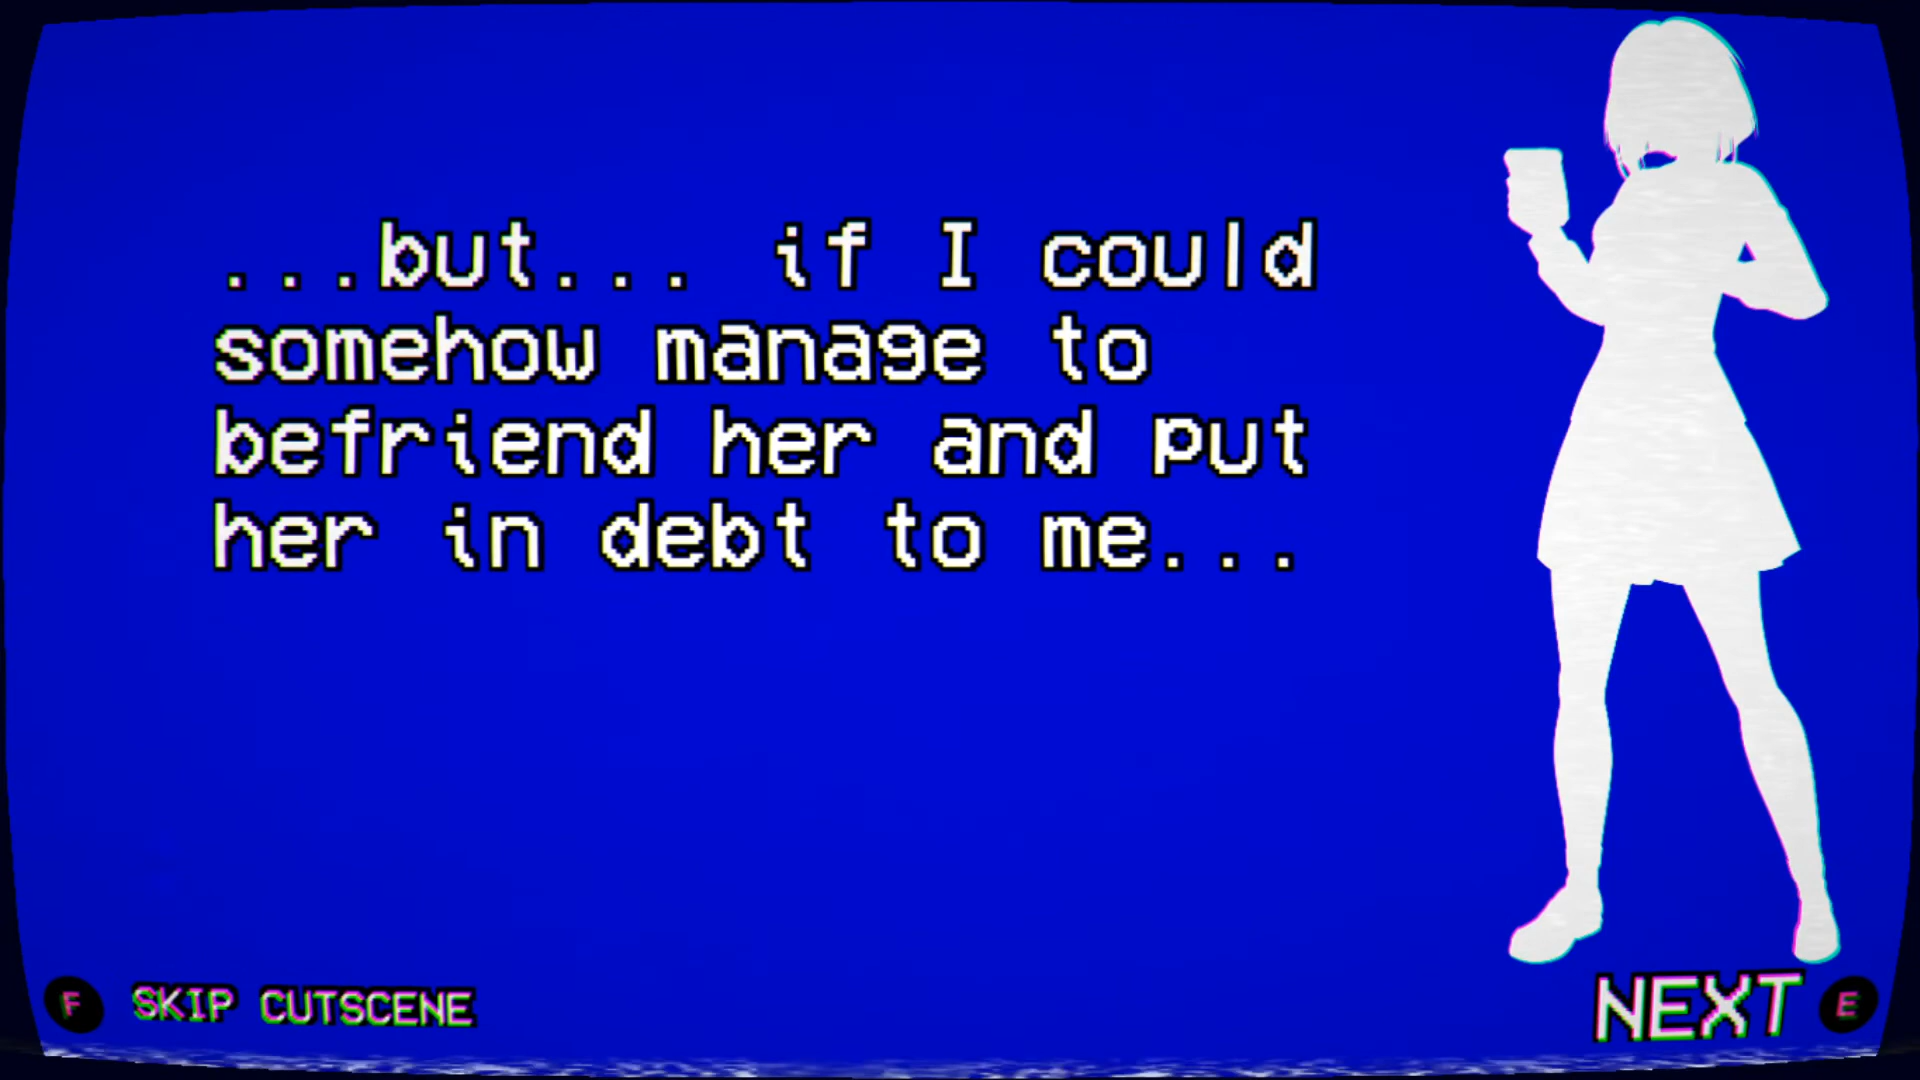 ...but... if I could
somehow manage to
befriend her and put
her in debt to me...
F SKIP CUTSCENE
NEXT E